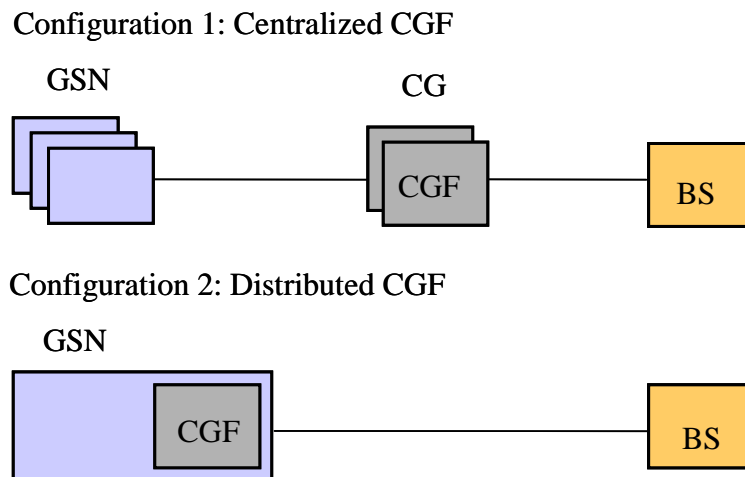 Configuration 1: Centralized CGF
GSN
CG
CGF
BS
Configuration 2: Distributed CGF
GSN
CGF
BS